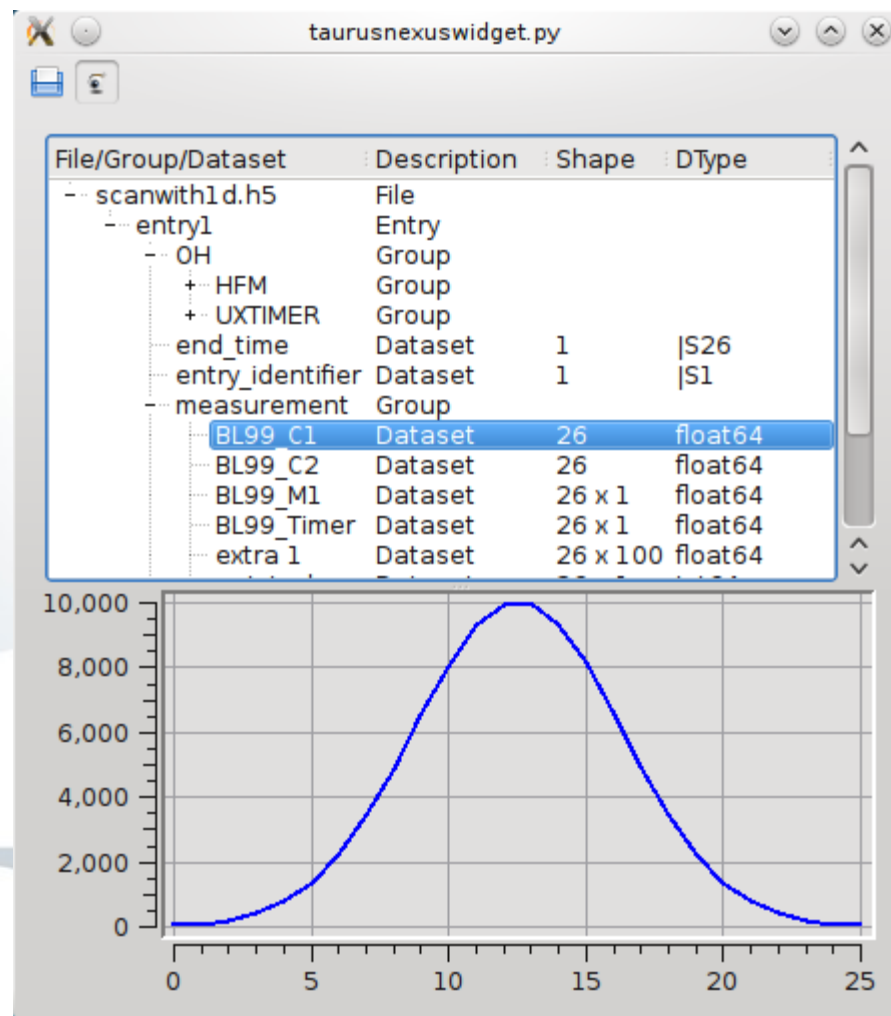 taurusnexuswidget.py
File/Group/Dataset Description Shape DType
scanwith1d.h5 File
entry1 Entry
OH Group
HFM Group
UXTIMER Group
end_time Dataset 1 |S26
entry_identifier Dataset 1 |S1
measurement Group
BL99_C1 Dataset 26 float64
BL99_C2 Dataset 26 float64
BL99_M1 Dataset 26 x 1 float64
BL99_Timer Dataset 26 x 1 float64
extra 1 Dataset 26 x 100 float64
10,000
8,000
6,000
4,000
2,000
0
0 5 10 15 20 25